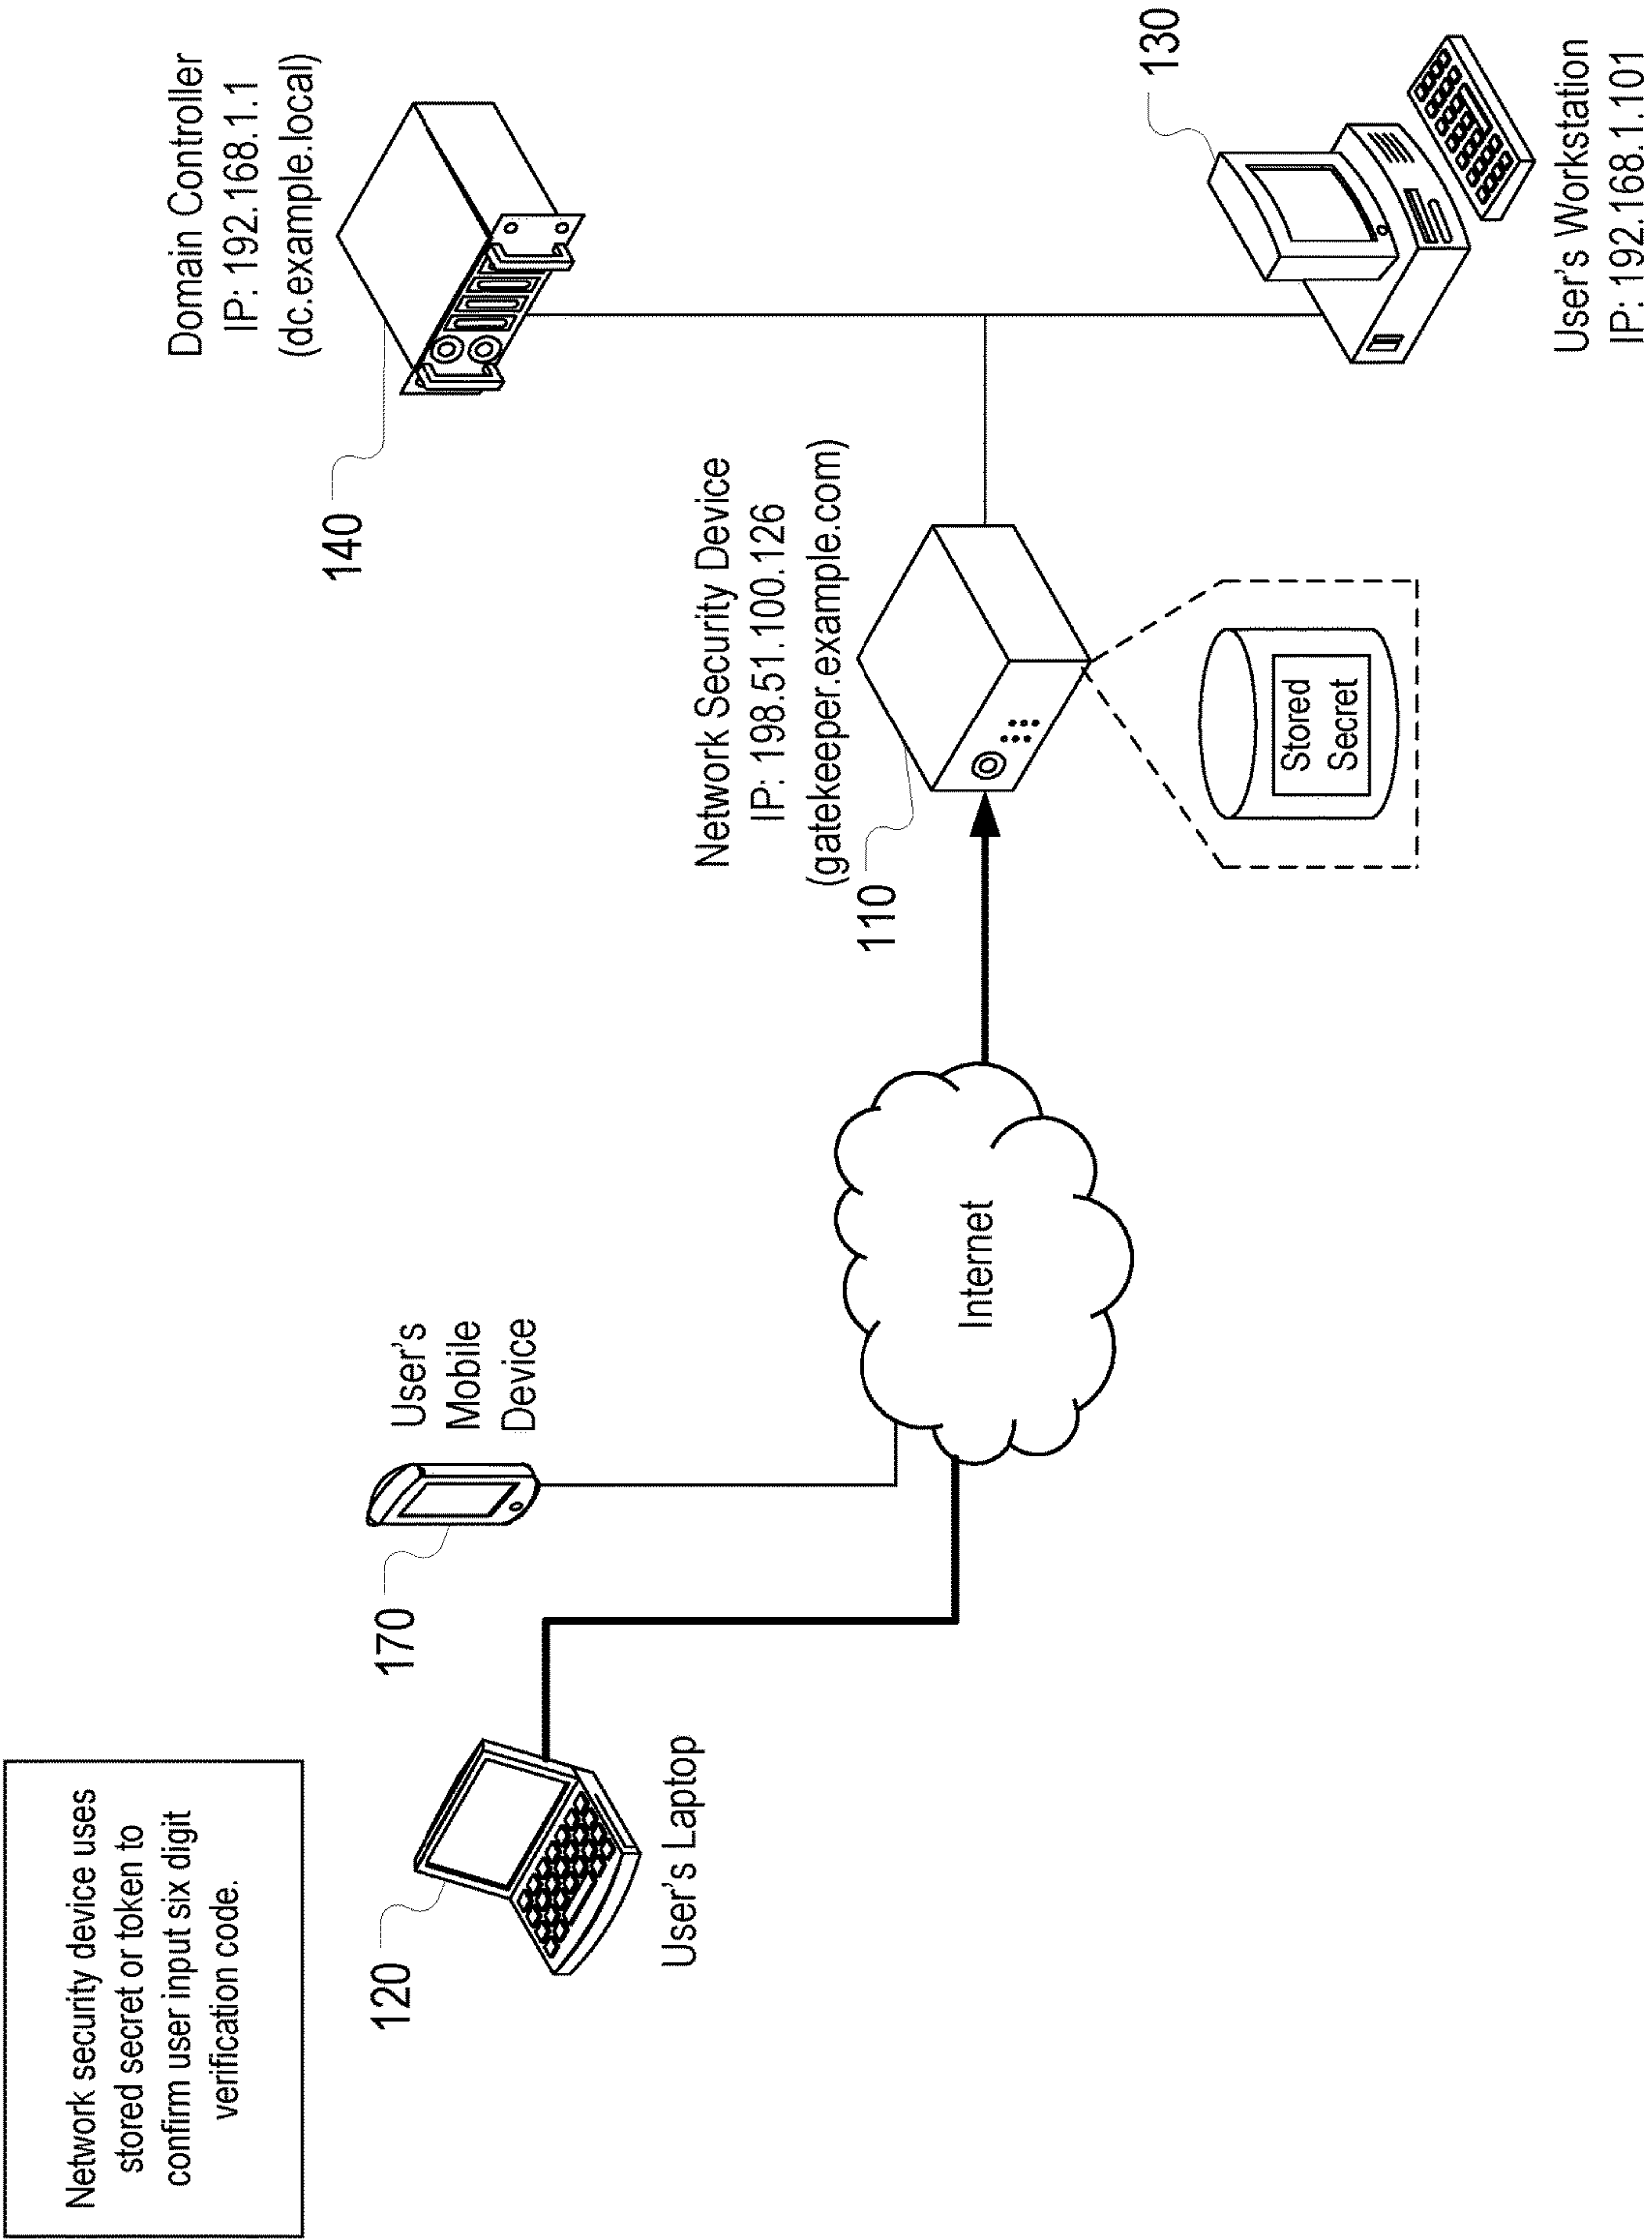 Network security device uses
stored secret or token to
confirm user input six digit
verification code.
120
User's Laptop
170
User's
Mobile
Device
Internet
110
Network Security Device
IP: 198.51.100.126
(gatekeeper.example.com)
Stored
Secret
140
Domain Controller
IP: 192.168.1.1
(dc.example.local)
130
User's Workstation
IP: 192.168.1.101